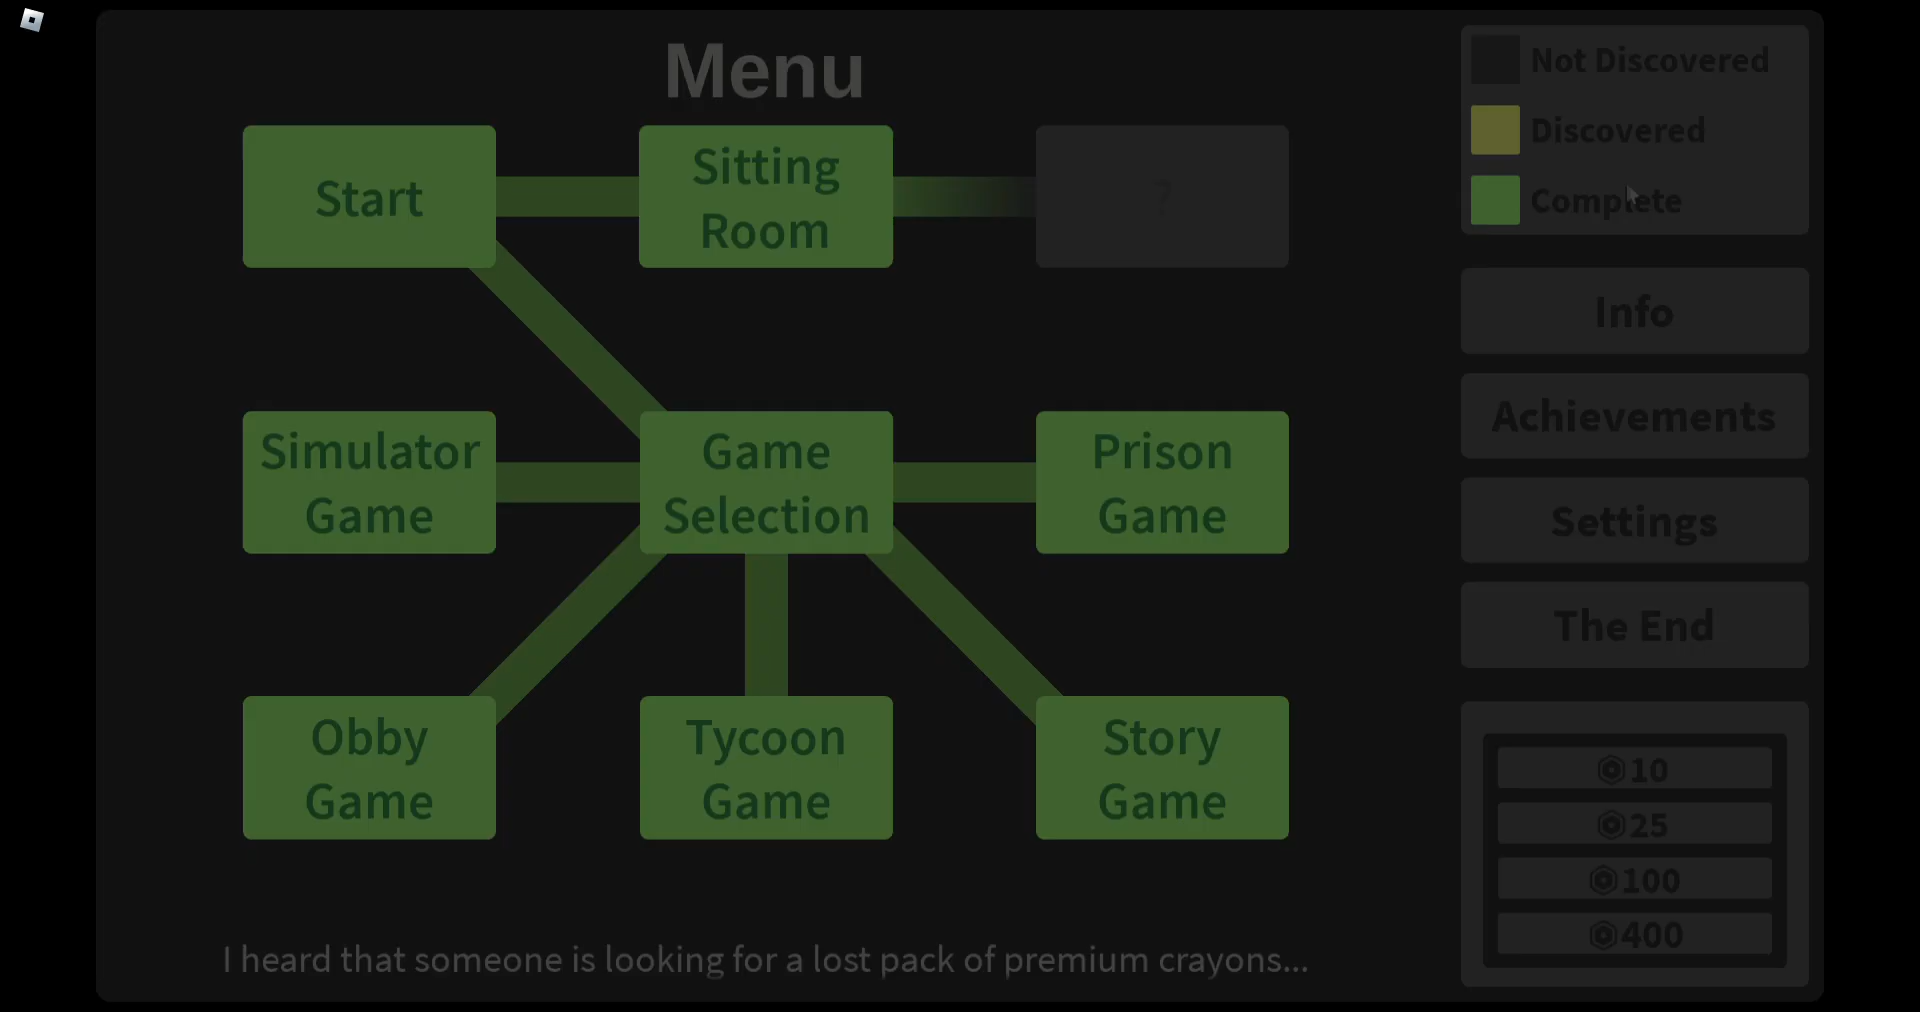 Menu
Start
Sitting
Room
?
Simulator
Game
Game
Selection
Prison
Game
Obby
Game
Tycoon
Game
Story
Game
I heard that someone is looking for a lost pack of premium crayons...
Not Discovered
Discovered
Complete
Info
Achievements
Settings
The End
10
25
100
400